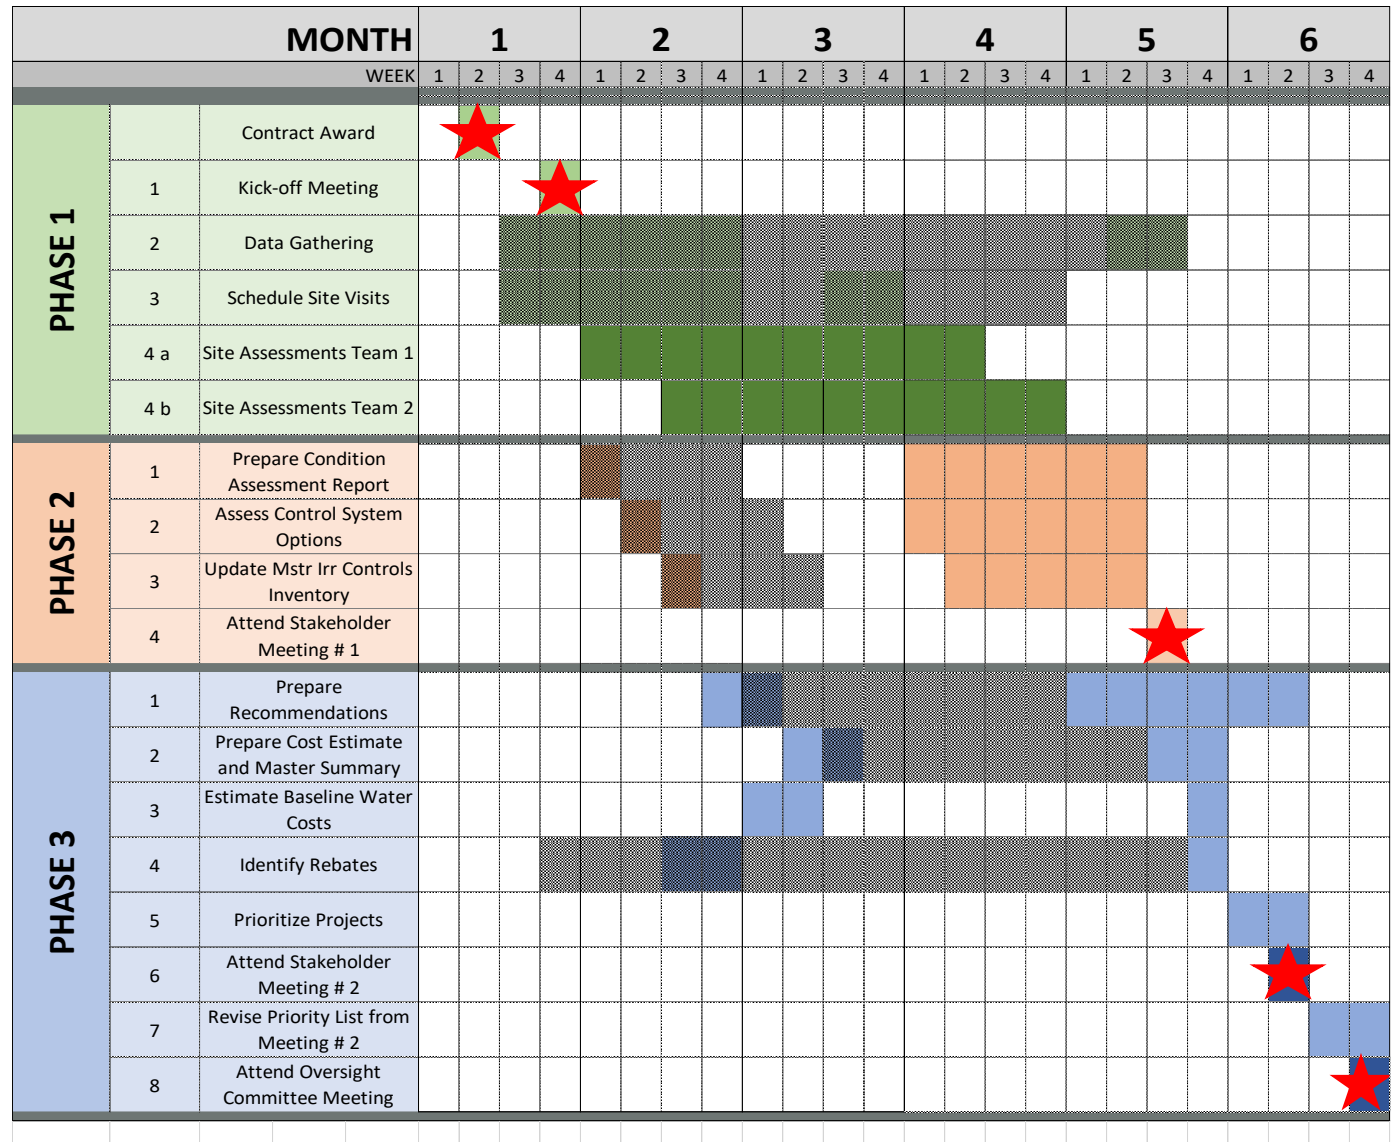 MONTH 1 2 3 4 5 6
WEEK 1 2 3 4 1 2 3 4 1 2 3 4 1 2 3 4 1 2 3 4 1 2 3 4
PHASE 1
Contract Award
1 Kick-off Meeting
2 Data Gathering
3 Schedule Site Visits
4 a Site Assessments Team 1
4 b Site Assessments Team 2
PHASE 2
1 Prepare Condition
Assessment Report
2 Assess Control System
Options
3 Update Mstr Irr Controls
Inventory
4 Attend Stakeholder
Meeting # 1
PHASE 3
1 Prepare
Recommendations
2 Prepare Cost Estimate
and Master Summary
3 Estimate Baseline Water
Costs
4 Identify Rebates
5 Prioritize Projects
6 Attend Stakeholder
Meeting # 2
7 Revise Priority List from
Meeting # 2
8 Attend Oversight
Committee Meeting